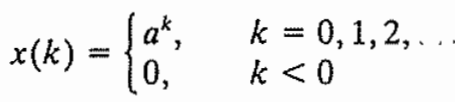 x(k) = { a^k, k = 0, 1, 2, . . .
0, k < 0